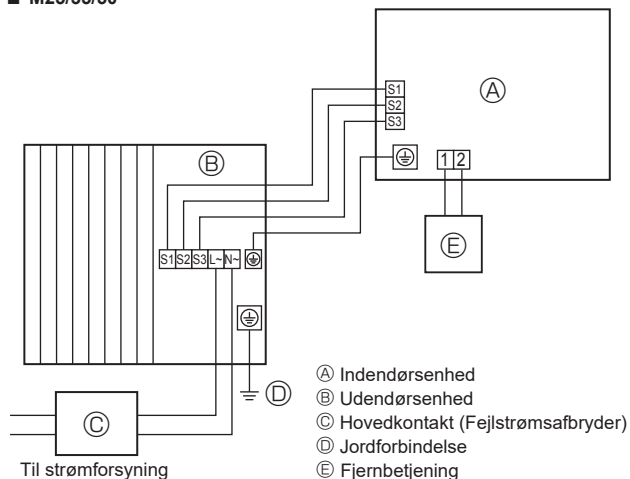 S1
S2
S3
Ⓐ
1 2
Ⓑ
Ⓔ
S1 S2 S3 L~ N~
Ⓓ
Ⓒ
Til strømforsyning
Ⓐ Indendørsenhed
Ⓑ Udendørsenhed
Ⓒ Hovedkontakt (Fejlstrømsafbryder)
Ⓓ Jordforbindelse
Ⓔ Fjernbetjening